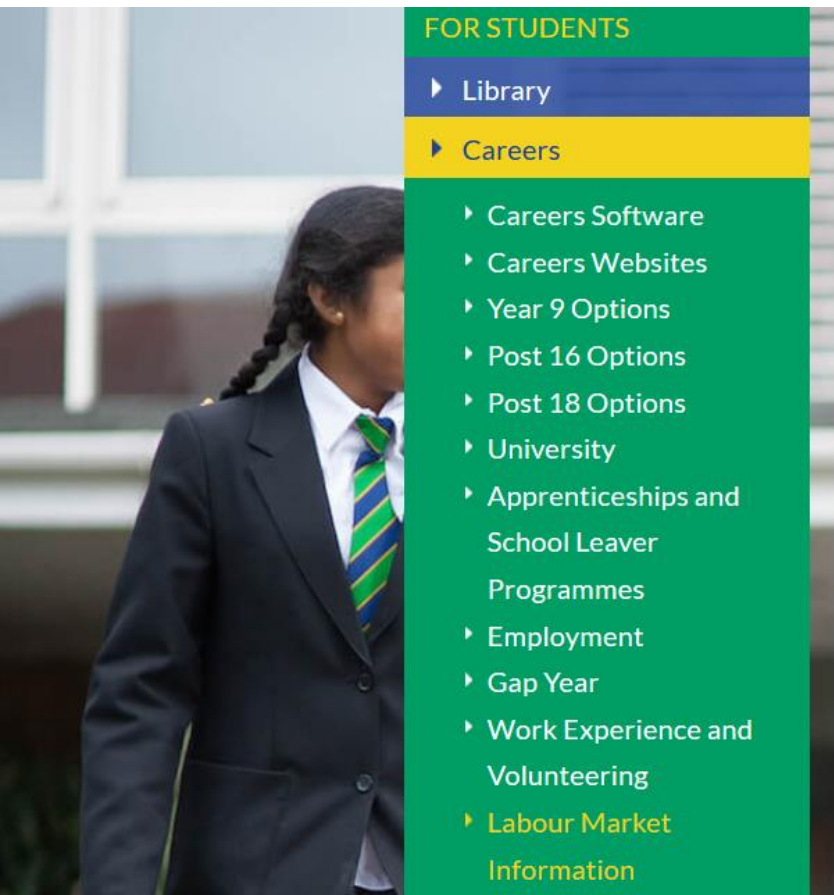 FOR STUDENTS
Library
Careers
Careers Software
Careers Websites
Year 9 Options
Post 16 Options
Post 18 Options
University
Apprenticeships and
School Leaver
Programmes
Employment
Gap Year
Work Experience and
Volunteering
Labour Market
Information